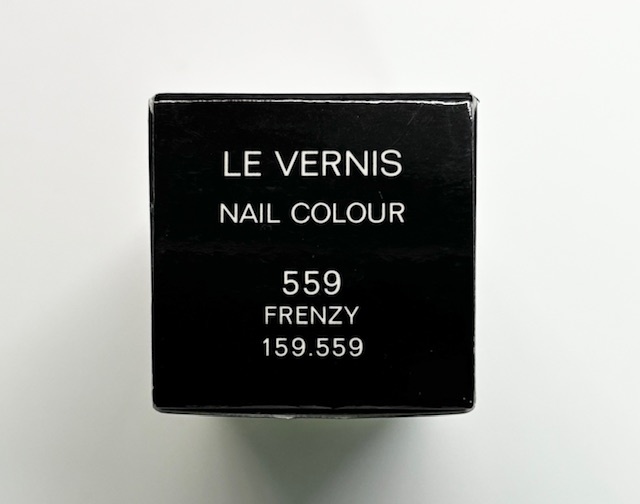 LE VERNIS
NAIL COLOUR
559
FRENZY
159.559